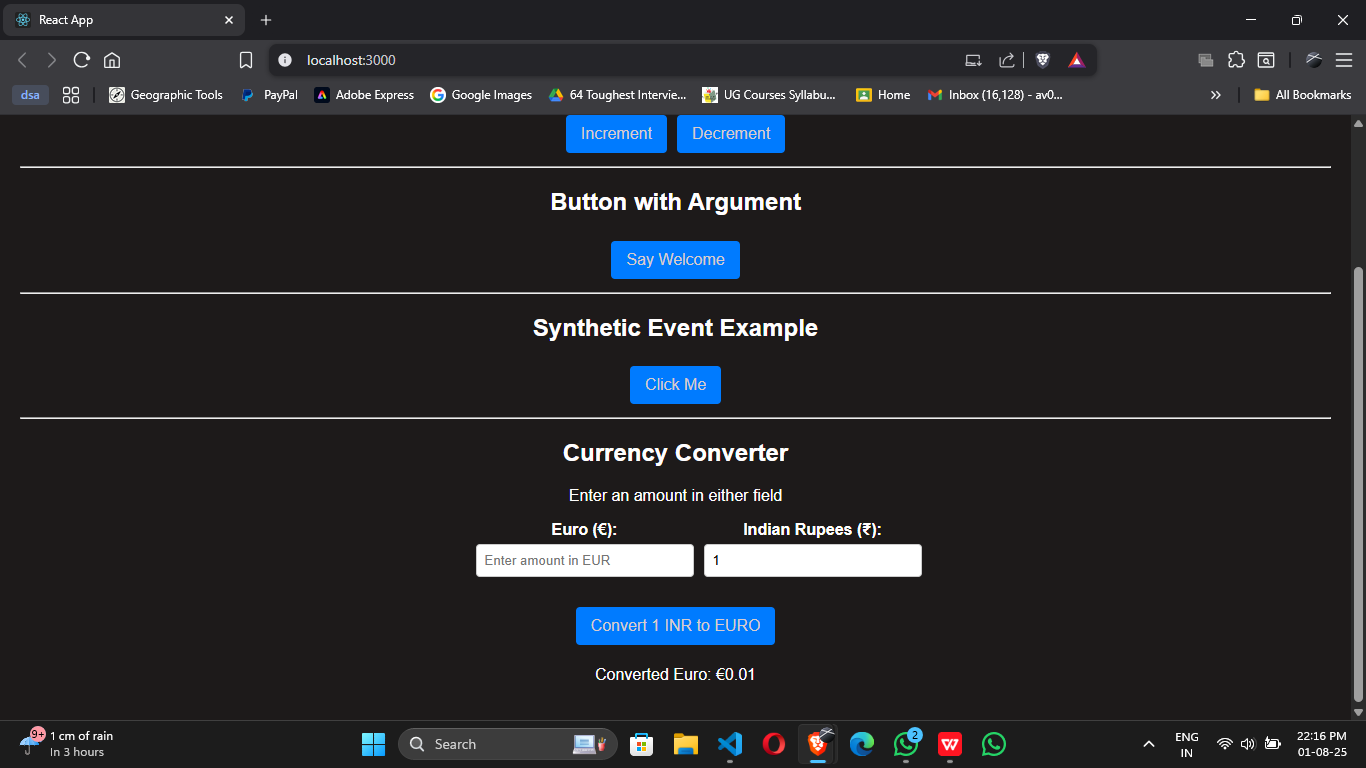 React App
localhost:3000
dsa
Geographic Tools
PayPal
Adobe Express
Google Images
64 Toughest Intervie...
UG Courses Syllabu...
Home
Inbox (16,128) - av0...
All Bookmarks
Increment
Decrement
Button with Argument
Say Welcome
Synthetic Event Example
Click Me
Currency Converter
Enter an amount in either field
Euro (€):
Indian Rupees (₹):
Enter amount in EUR
1
Convert 1 INR to EURO
Converted Euro: €0.01
9+
1 cm of rain
In 3 hours
Search
2
ENG
IN
22:16 PM
01-08-25